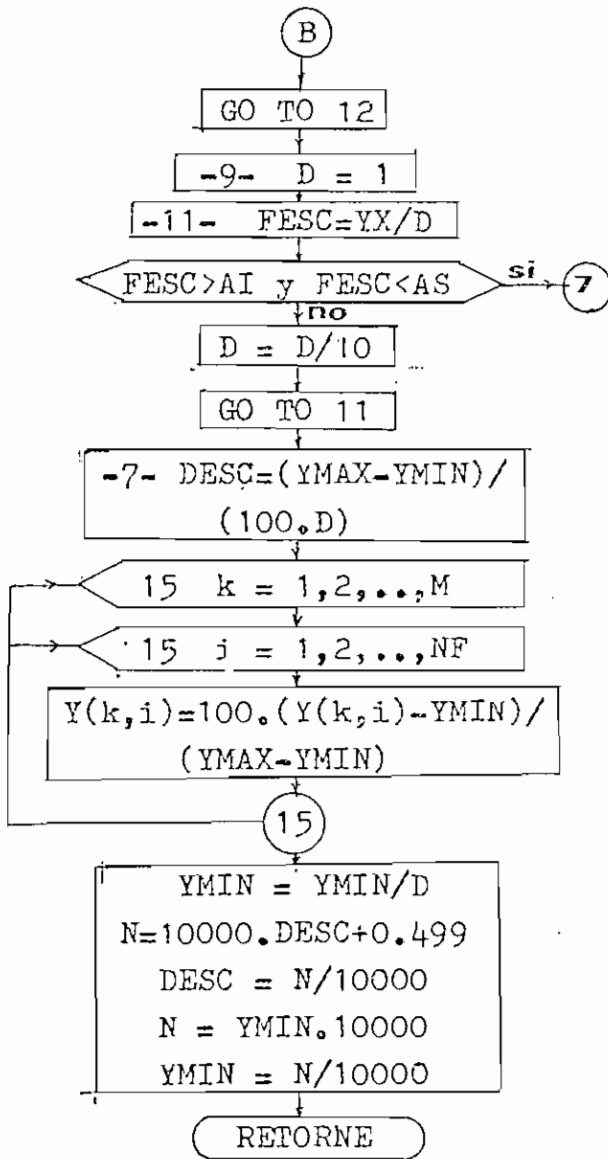 B
GO TO 12
-9- D = 1
-11- FESC=YX/D
FESC>AI y FESC<AS
si
7
no
D = D/10
GO TO 11
-7- DESC=(YMAX-YMIN)/
(100.D)
15 k = 1,2,..,M
15 j = 1,2,..,NF
Y(k,i)=100.(Y(k,i)-YMIN)/
(YMAX-YMIN)
15
YMIN = YMIN/D
N=10000.DESC+0.499
DESC = N/10000
N = YMIN.10000
YMIN = N/10000
RETORNE